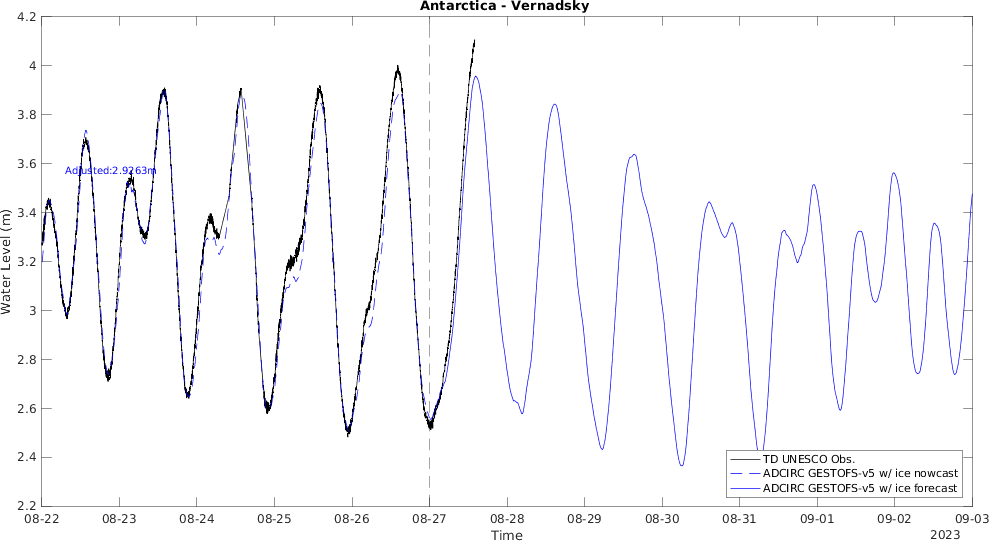 Antarctica - Vernadsky
4.2
4
3.8
3.6
3.4
3.2
3
2.8
2.6
2.4
2.2
Water Level (m)
Adjusted:2.9263m
TD UNESCO Obs.
ADCIRC GESTOFS-v5 w/ ice nowcast
ADCIRC GESTOFS-v5 w/ ice forecast
08-22 08-23 08-24 08-25 08-26 08-27 08-28 08-29 08-30 08-31 09-01 09-02 09-03
Time
2023